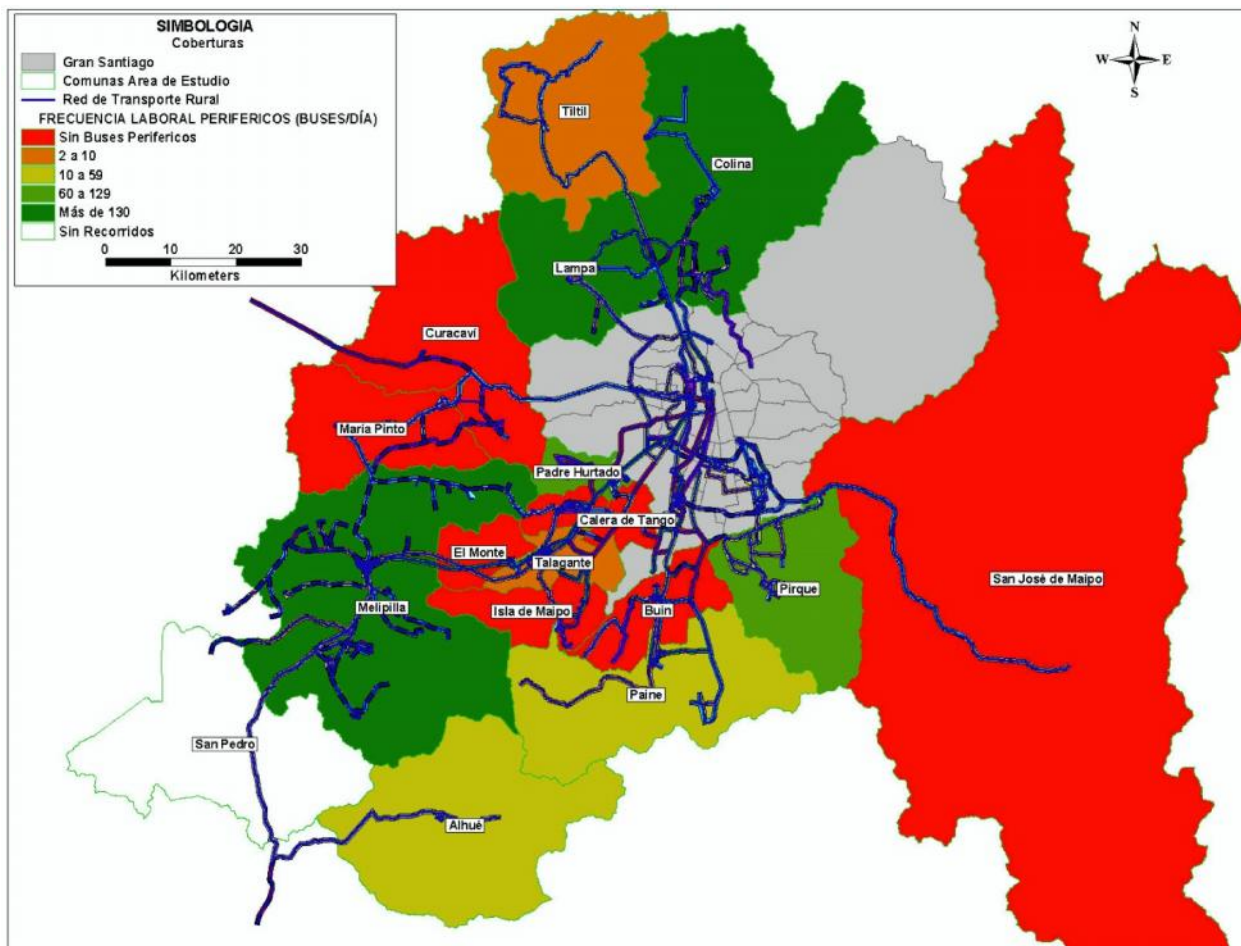 SIMBOLOGIA
Coberturas
Gran Santiago
Comunas Area de Estudio
Red de Transporte Rural
FRECUENCIA LABORAL PERIFERICOS (BUSES/DÍA)
Sin Buses Perifericos
2 a 10
10 a 59
60 a 129
Más de 130
Sin Recorridos
0 10 20 30
Kilometers
N
W E
S
Tiltil
Colina
Lampa
Curacaví
María Pinto
Padre Hurtado
Calera de Tango
El Monte
Talagante
San José de Maipo
Pirque
Melipilla
Isla de Maipo
Buin
Paine
San Pedro
Alhué